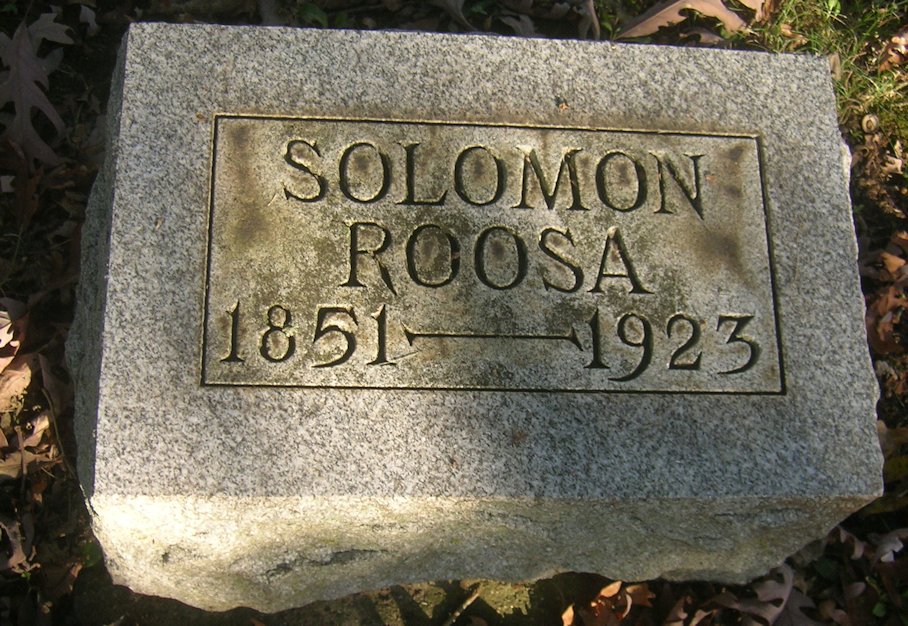 SOLOMON
ROOSA
1851 — 1923